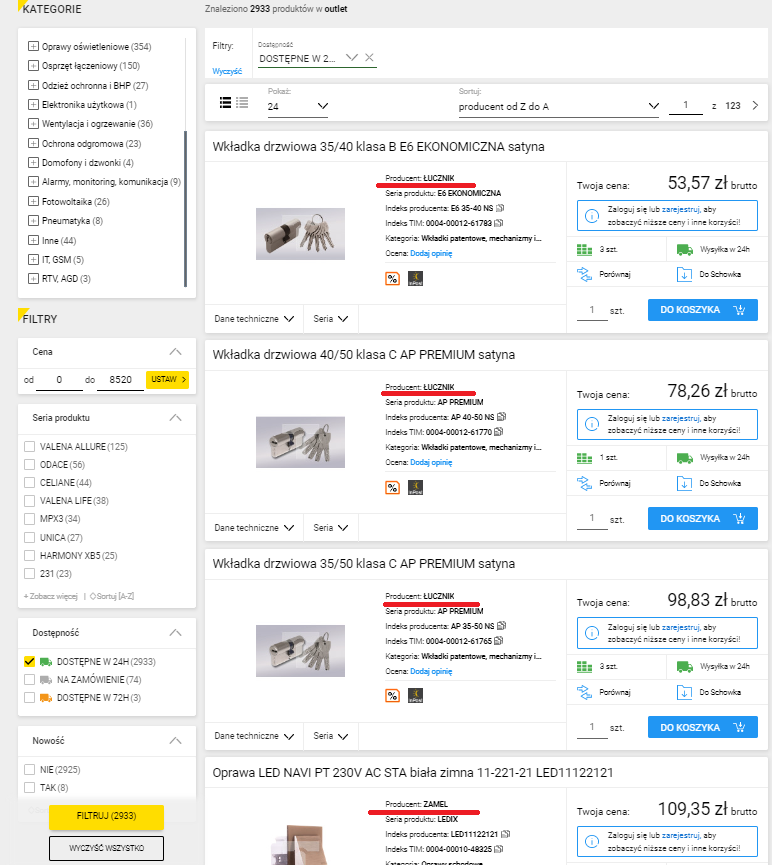 KATEGORIE
Oprawy oświetleniowe (354)
Osprzęt łączeniowy (150)
Odzież ochronna i BHP (27)
Elektronika użytkowa (1)
Wentylacja i ogrzewanie (36)
Ochrona odgromowa (23)
Domofony i dzwonki (4)
Alarmy, monitoring, komunikacja (9)
Fotowoltaika (26)
Pneumatyka (8)
Inne (44)
IT, GSM (5)
RTV, AGD (3)
FILTRY
Cena
od 0 do 8520 USTAW >
Seria produktu
VALENA ALLURE (125)
ODACE (56)
CELIANE (44)
VALENA LIFE (38)
MPX3 (34)
UNICA (27)
HARMONY XB5 (25)
231 (23)
+ Zobacz więcej | Sortuj [A-Z]
Dostępność
DOSTĘPNE W 24H (2933)
NA ZAMÓWIENIE (74)
DOSTĘPNE W 72H (3)
Nowość
NIE (2925)
TAK (8)
FILTRUJ (2933)
WYCZYŚĆ WSZYSTKO
Znaleziono 2933 produktów w outlet
Filtry:
Wyczyść
Dostępność
DOSTĘPNE W 2...
Pokaż:
24
Sortuj:
producent od Z do A
1 z 123
Wkładka drzwiowa 35/40 klasa B E6 EKONOMICZNA satyna
Producent: ŁUCZNIK
Seria produktu: E6 EKONOMICZNA
Indeks producenta: E6 35-40 NS
Indeks TIM: 0004-00012-61783
Kategoria: Wkładki patentowe, mechanizmy i...
Ocena: Dodaj opinię
%
InPost
Dane techniczne
Seria
Twoja cena: 53,57 zł brutto
Zaloguj się lub zarejestruj, aby
zobaczyć niższe ceny i inne korzyści!
3 szt.
Wysyłka w 24h
Porównaj
Do Schowka
1 szt.
DO KOSZYKA
Wkładka drzwiowa 40/50 klasa C AP PREMIUM satyna
Producent: ŁUCZNIK
Seria produktu: AP PREMIUM
Indeks producenta: AP 40-50 NS
Indeks TIM: 0004-00012-61770
Kategoria: Wkładki patentowe, mechanizmy i...
Ocena: Dodaj opinię
%
InPost
Dane techniczne
Seria
Twoja cena: 78,26 zł brutto
Zaloguj się lub zarejestruj, aby
zobaczyć niższe ceny i inne korzyści!
1 szt.
Wysyłka w 24h
Porównaj
Do Schowka
1 szt.
DO KOSZYKA
Wkładka drzwiowa 35/50 klasa C AP PREMIUM satyna
Producent: ŁUCZNIK
Seria produktu: AP PREMIUM
Indeks producenta: AP 35-50 NS
Indeks TIM: 0004-00012-61765
Kategoria: Wkładki patentowe, mechanizmy i...
Ocena: Dodaj opinię
%
InPost
Dane techniczne
Seria
Twoja cena: 98,83 zł brutto
Zaloguj się lub zarejestruj, aby
zobaczyć niższe ceny i inne korzyści!
3 szt.
Wysyłka w 24h
Porównaj
Do Schowka
1 szt.
DO KOSZYKA
Oprawa LED NAVI PT 230V AC STA biała zimna 11-221-21 LED11122121
Producent: ZAMEL
Seria produktu: LEDIX
Indeks producenta: LED11122121
Indeks TIM: 0004-00010-48325
Kategoria: Oprawy schodowe
Twoja cena: 109,35 zł brutto
Zaloguj się lub zarejestruj, aby
zobaczyć niższe ceny i inne korzyści!